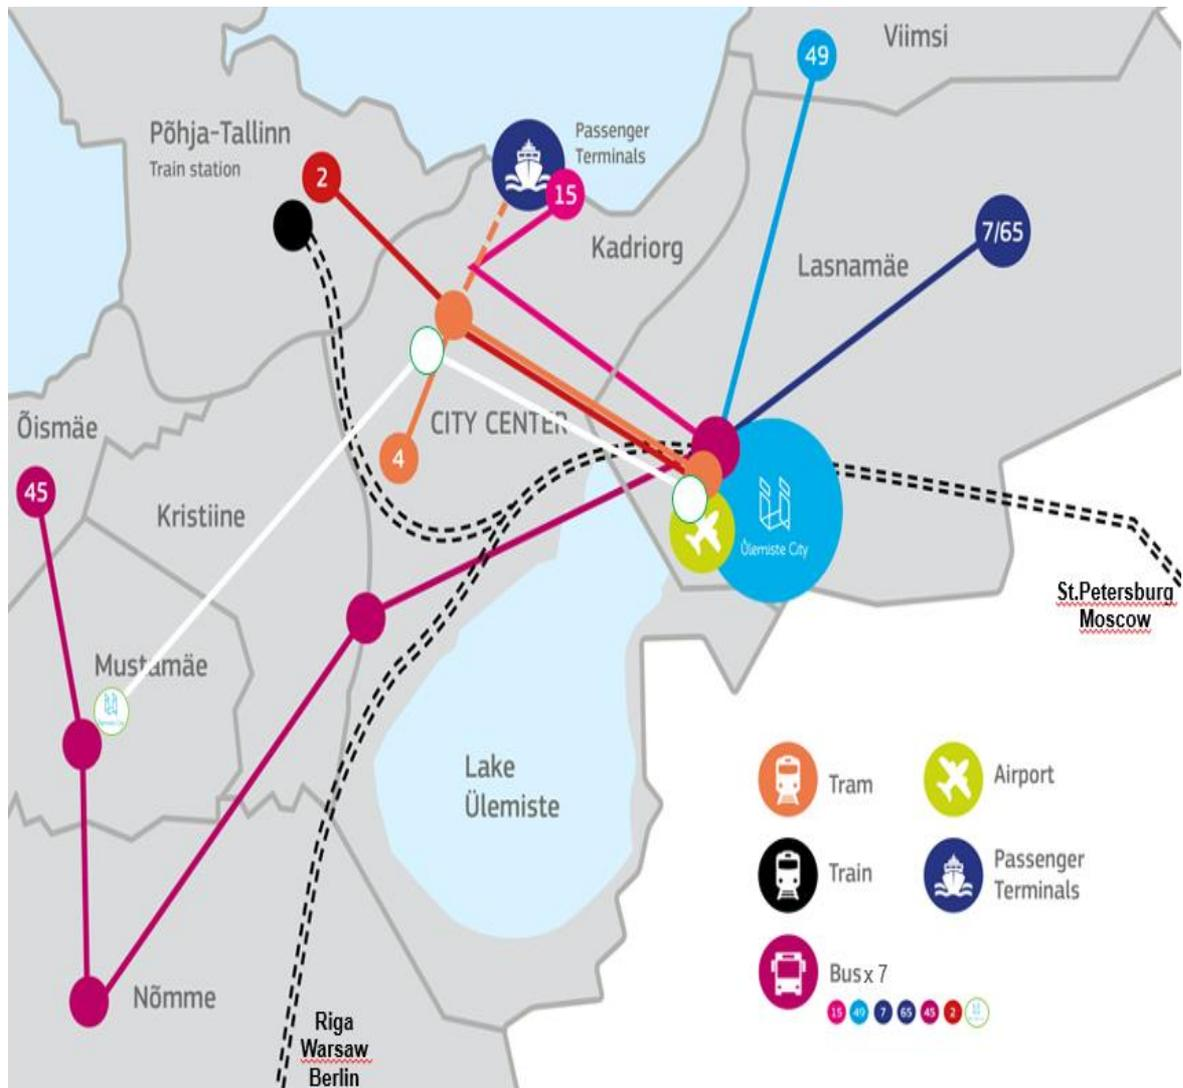 Viimsi
49
Põhja-Tallinn
Train station
Passenger
Terminals
2
15
7/65
Kadriorg
Lasnamäe
Õismäe
CITY CENTER
45
4
Kristiine
Ülemiste City
St.Petersburg
Moscow
Mustamäe
Lake
Ülemiste
Tram
Airport
Train
Passenger
Terminals
Bus x 7
15 49 7 65 45 2
Nõmme
Riga
Warsaw
Berlin